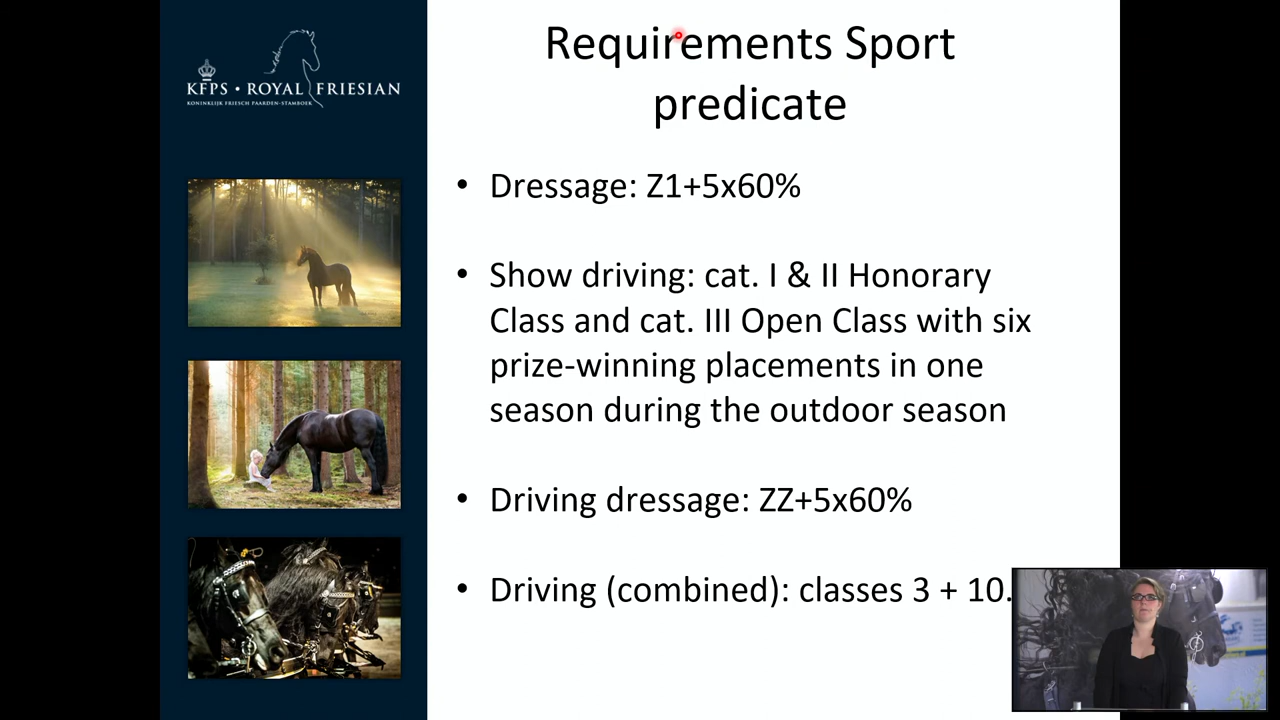 KFPS • ROYAL FRIESIAN
KONINKLIJK FRIESCH PAARDEN-STAMBOEK
Requirements Sport
predicate
• Dressage: Z1+5x60%
• Show driving: cat. I & II Honorary
Class and cat. III Open Class with six
prize-winning placements in one
season during the outdoor season
• Driving dressage: ZZ+5x60%
• Driving (combined): classes 3 + 10.